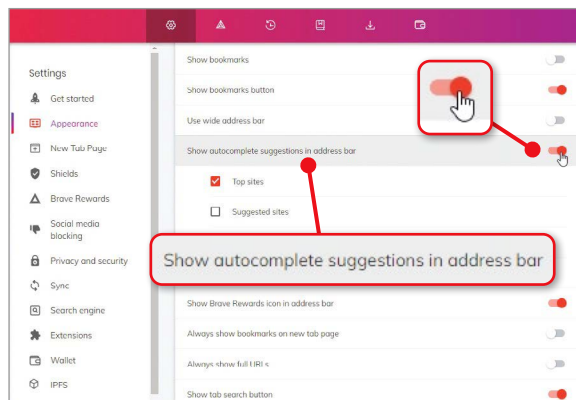 Settings
Get started
Appearance
New Tab Page
Shields
Brave Rewards
Social media
blocking
Privacy and security
Sync
Search engine
Extensions
Wallet
IPFS
Show bookmarks
Show bookmarks button
Use wide address bar
Show autocomplete suggestions in address bar
Top sites
Suggested sites
Show autocomplete suggestions in address bar
Show Brave Rewards icon in address bar
Always show bookmarks on new tab page
Always show full URLs
Show tab search button